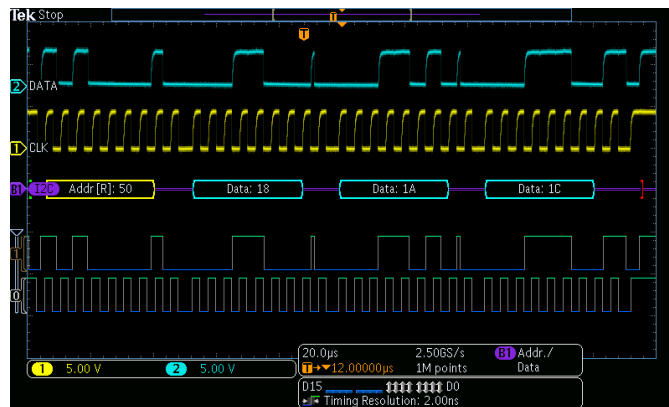 Tek Stop
T
T
2 DATA
1 CLK
B1 I2C Addr[R]: 50 Data: 18 Data: 1A Data: 1C
1
0
1 5.00 V 2 5.00 V
20.0µs 2.50GS/s B1 Addr./
T→▼12.00000µs 1M points Data
D15 D0
Timing Resolution: 2.00ns